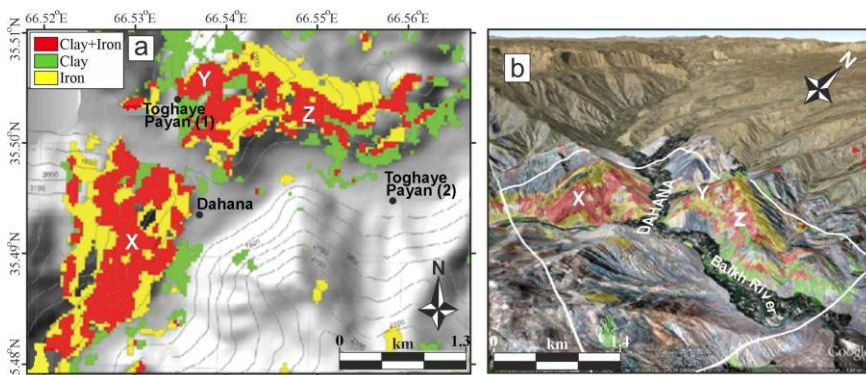 66.52°E
66.53°E
66.54°E
66.55°E
66.56°E
35.51°N
35.50°N
35.49°N
5.48°N
Clay+Iron
Clay
Iron
a
Y
Z
Toghaye
Payan (1)
Toghaye
Payan (2)
Dahana
X
N
0
km
1.3
b
N
X
DAHANA
Y
Z
Balkh River
0
km
1.4
Google